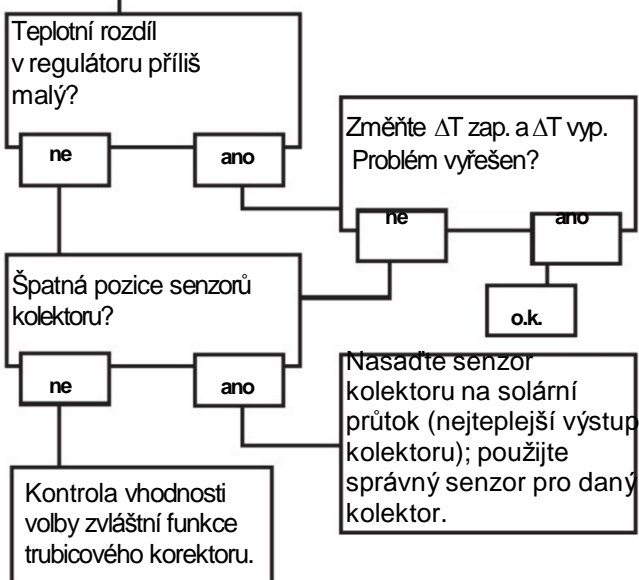 Teplotní rozdíl
v regulátoru příliš
malý?
ne
ano
Změňte ΔT zap. a ΔT vyp.
Problém vyřešen?
ne
ano
o.k.
Špatná pozice senzorů
kolektoru?
ne
ano
Nasaďte senzor
kolektoru na solární
průtok (nejteplejší výstup
kolektoru); použijte
správný senzor pro daný
kolektor.
Kontrola vhodnosti
volby zvláštní funkce
trubicového korektoru.